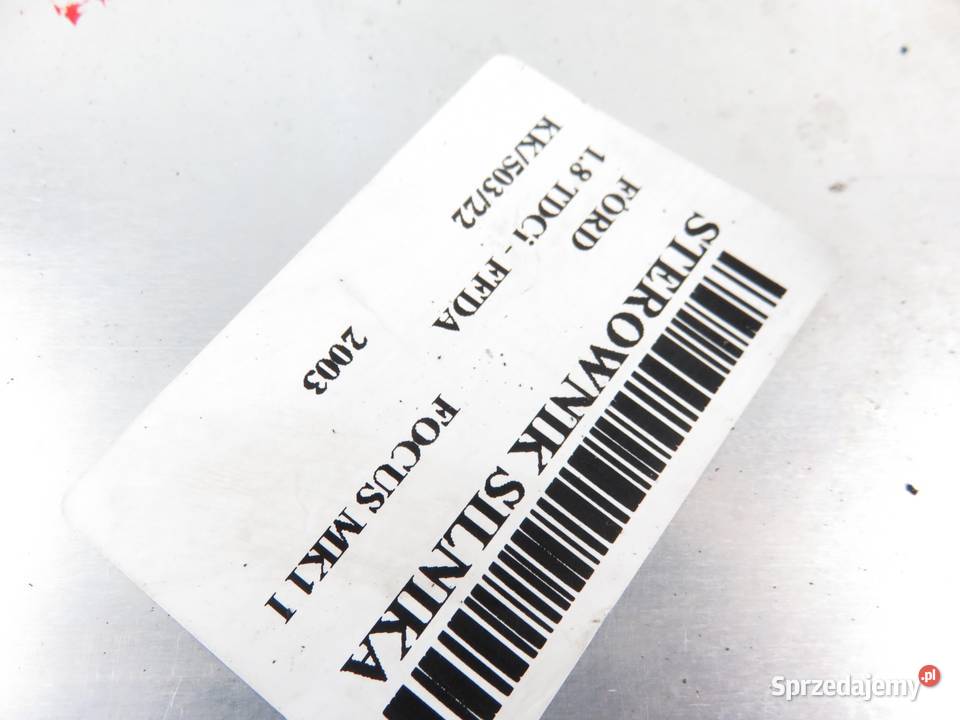 STEROWNIK SILNIKA
FORD FOCUS MK1 I
1.8 TDCi - FFDA
KK/503/22 2003
Sprzedajemy.pl